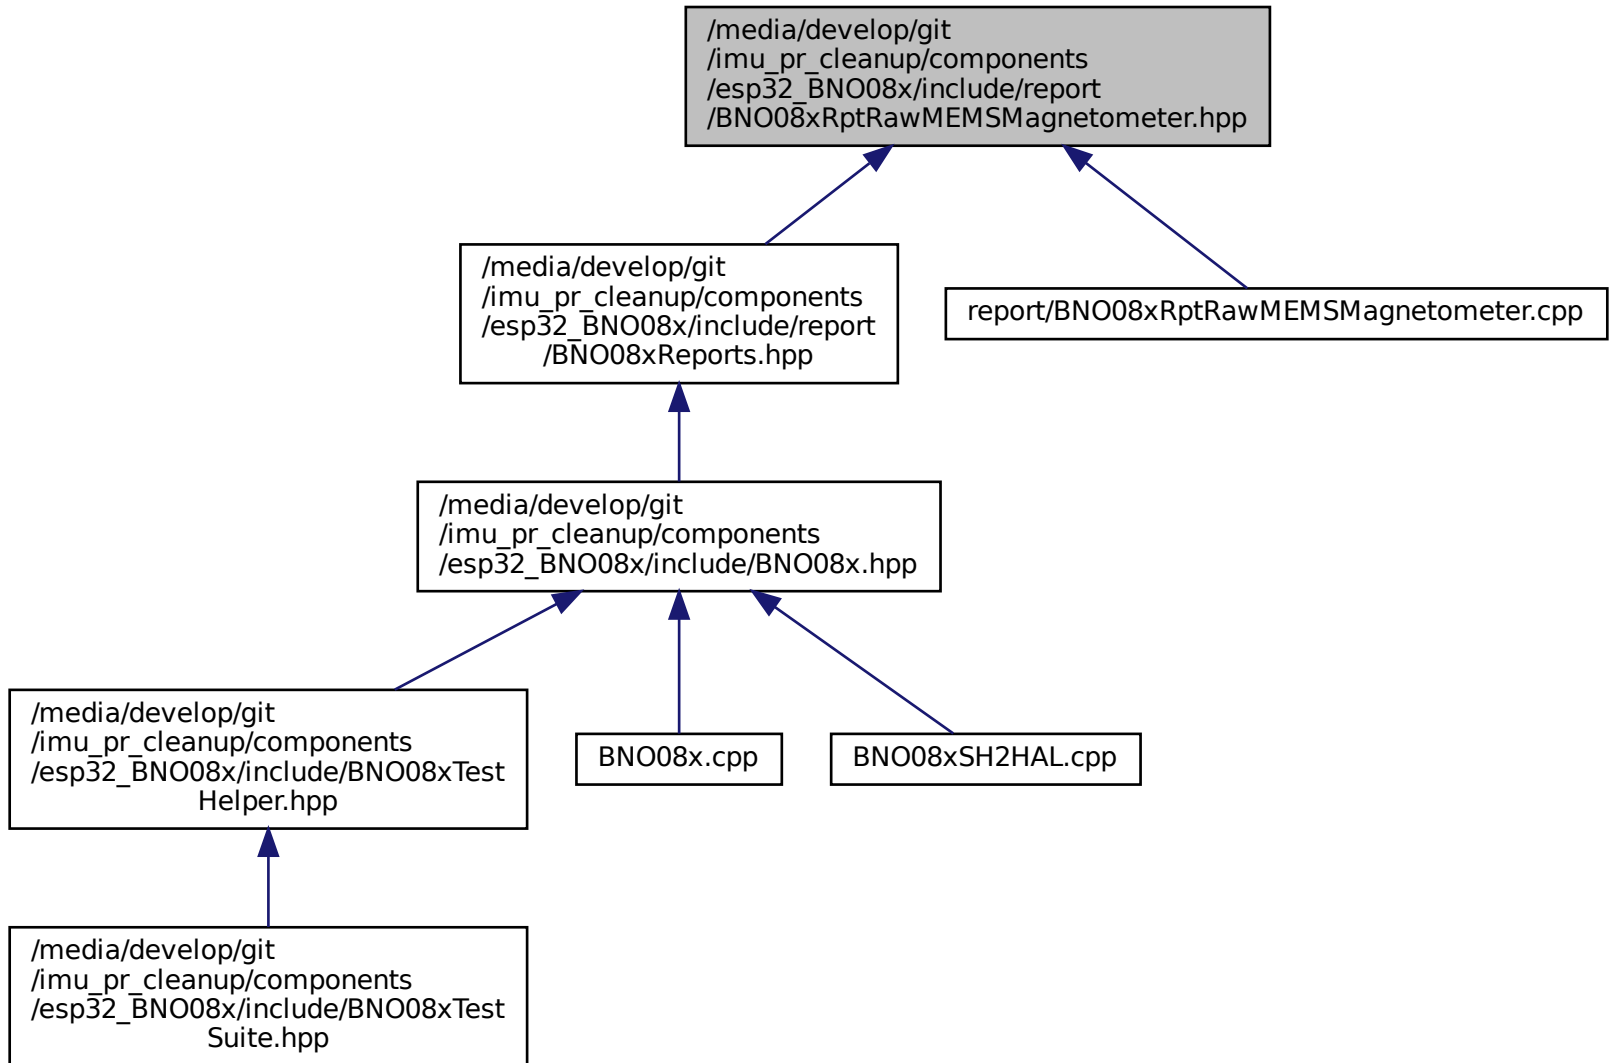 /media/develop/git
/imu_pr_cleanup/components
/esp32_BNO08x/include/report
/BNO08xRptRawMEMSMagnetometer.hpp
/media/develop/git
/imu_pr_cleanup/components
/esp32_BNO08x/include/report
/BNO08xReports.hpp
report/BNO08xRptRawMEMSMagnetometer.cpp
/media/develop/git
/imu_pr_cleanup/components
/esp32_BNO08x/include/BNO08x.hpp
/media/develop/git
/imu_pr_cleanup/components
/esp32_BNO08x/include/BNO08xTest
Helper.hpp
BNO08x.cpp
BNO08xSH2HAL.cpp
/media/develop/git
/imu_pr_cleanup/components
/esp32_BNO08x/include/BNO08xTest
Suite.hpp